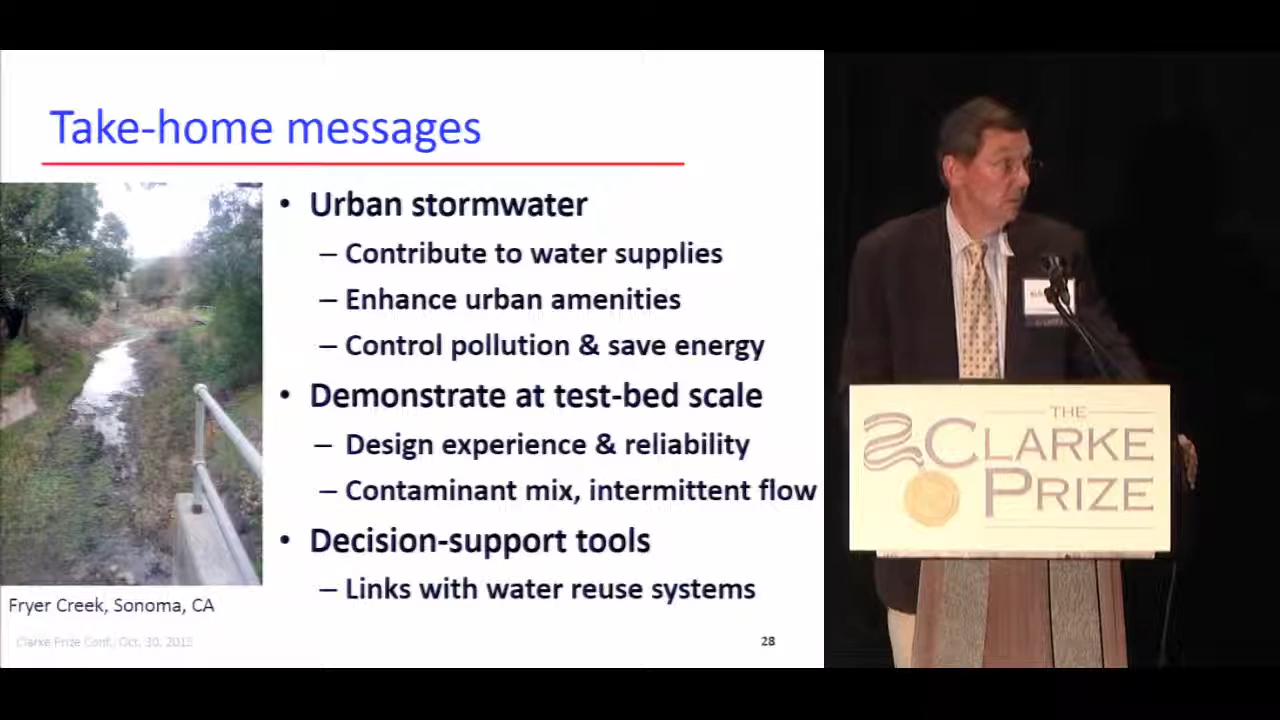 Take-home messages
• Urban stormwater
– Contribute to water supplies
– Enhance urban amenities
– Control pollution & save energy
• Demonstrate at test-bed scale
– Design experience & reliability
– Contaminant mix, intermittent flow
• Decision-support tools
– Links with water reuse systems
Fryer Creek, Sonoma, CA
Clarke Prize Conf., Oct. 30, 2015
28
THE
CLARKE
PRIZE